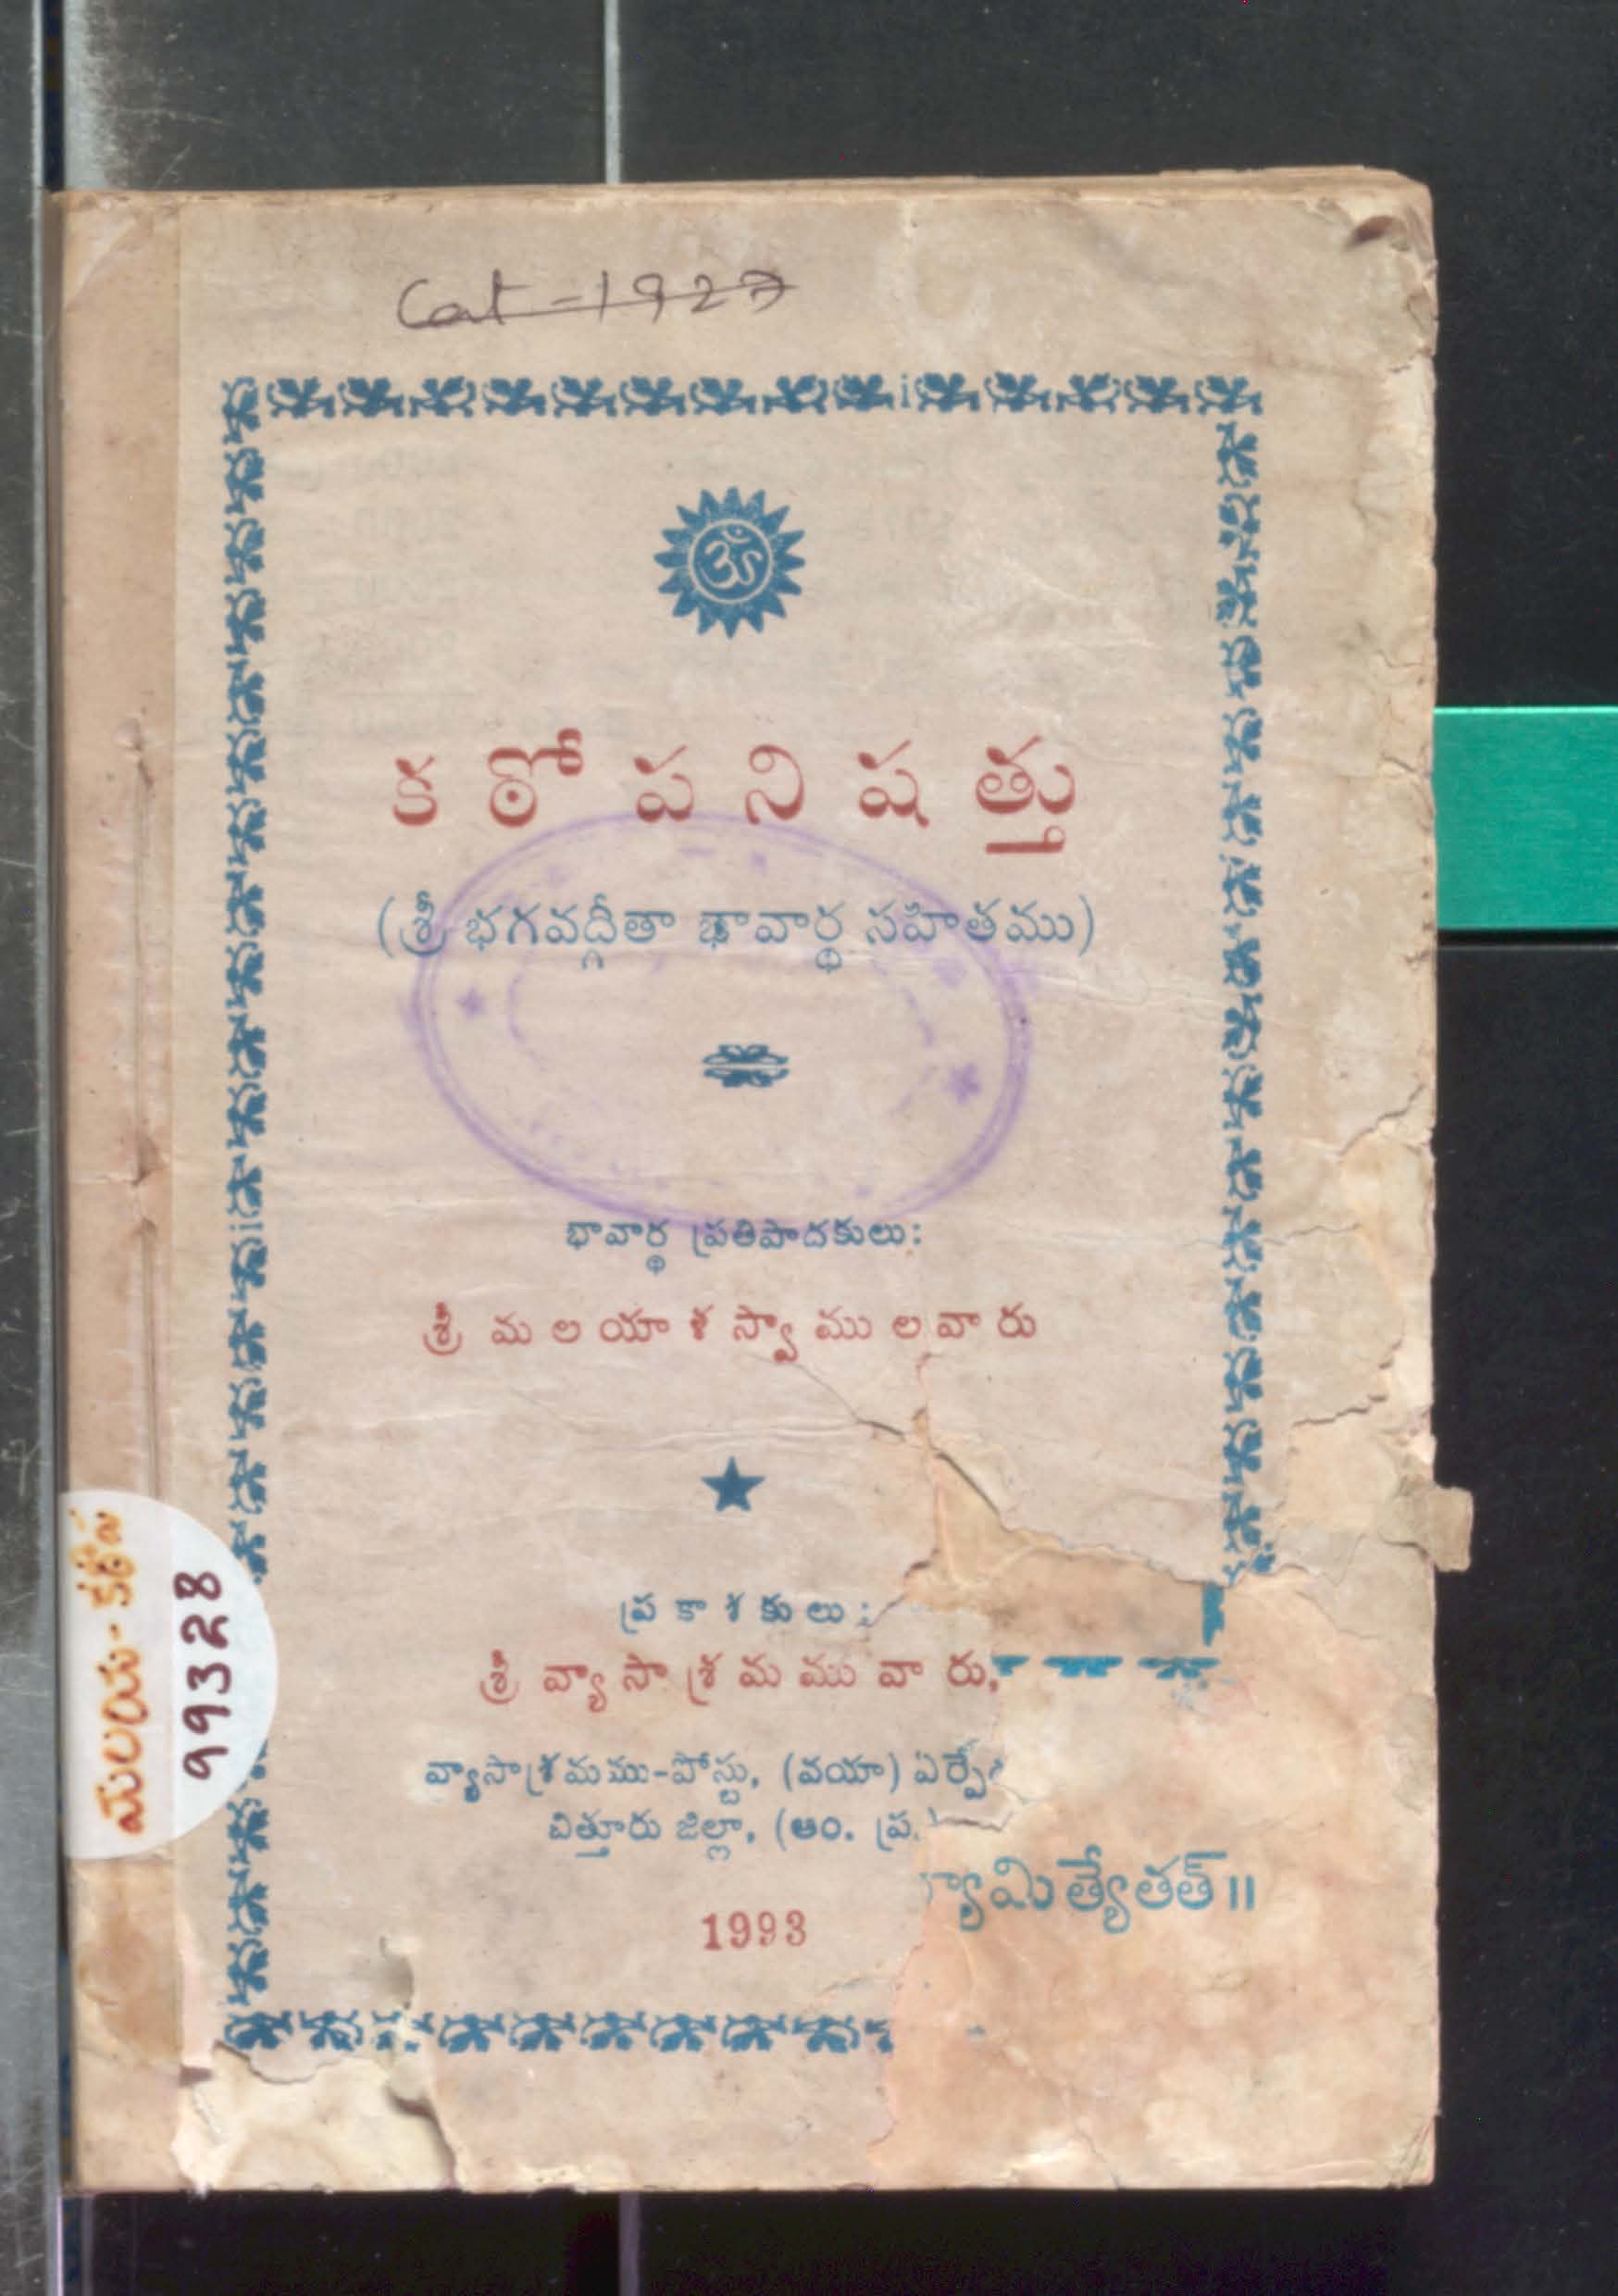 Cat - 1927
ॐ
కఠోపనిషత్తు
(శ్రీ భగవద్గీతా భావార్థ సహితము)
భావార్థ ప్రతిపాదకులు:
శ్రీ మలయాళస్వాములవారు
ప్రకాశకులు:
శ్రీ వ్యాసాశ్రమమువారు,
వ్యాసాశ్రమము-పోస్టు, (వయా)
చిత్తూరు జిల్లా, (ఆం. ప్ర.
1993
మలయ-కఠోప
99328